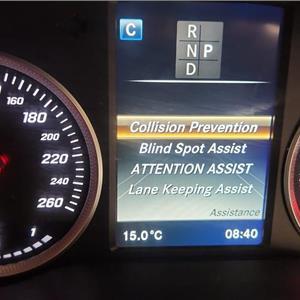 C
R
N P
D
Collision Prevention
Blind Spot Assist
ATTENTION ASSIST
Lane Keeping Assist
Assistance
15.0°C 08:40
160
180
200
220
240
260
1